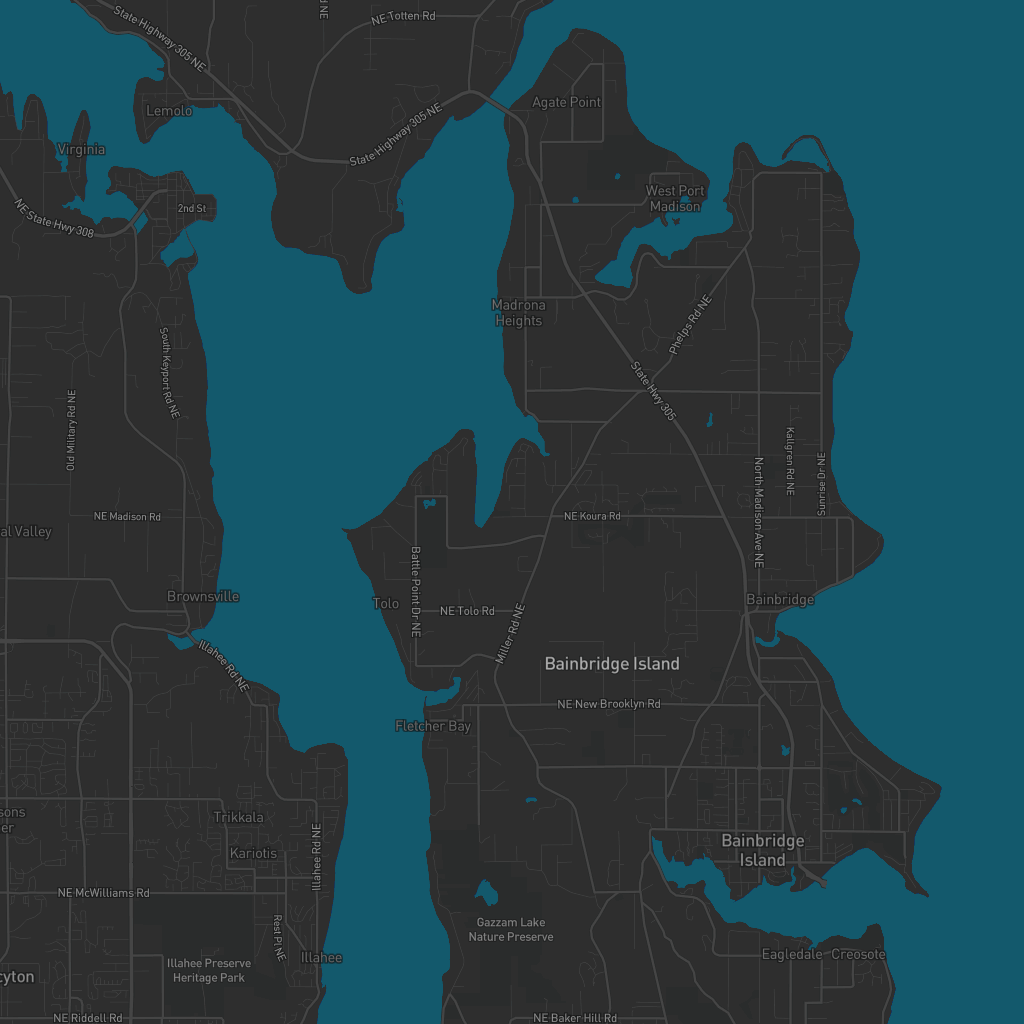 State Highway 305 NE
NE Totten Rd
Rd NE
Lemolo
Agate Point
State Highway 305 NE
Virginia
2nd St
NE State Hwy 308
West Port
Madison
Madrona
Heights
Phelps Rd NE
South Keyport Rd NE
State Hwy 305
Old Military Rd NE
Kallgren Rd NE
Sunrise Dr NE
North Madison Ave NE
NE Madison Rd
NE Koura Rd
al Valley
Battle Point Dr NE
Brownsville
Tolo
NE Tolo Rd
Miller Rd NE
Bainbridge
Illahee Rd NE
Bainbridge Island
NE New Brooklyn Rd
Fletcher Bay
sons
er
Trikkala
Kariotis
Illahee Rd NE
Bainbridge
Island
NE McWilliams Rd
Rest Pl NE
Gazzam Lake
Nature Preserve
Illahee
Illahee Preserve
Heritage Park
Eagledale
Creosote
cyton
NE Riddell Rd
NE Baker Hill Rd